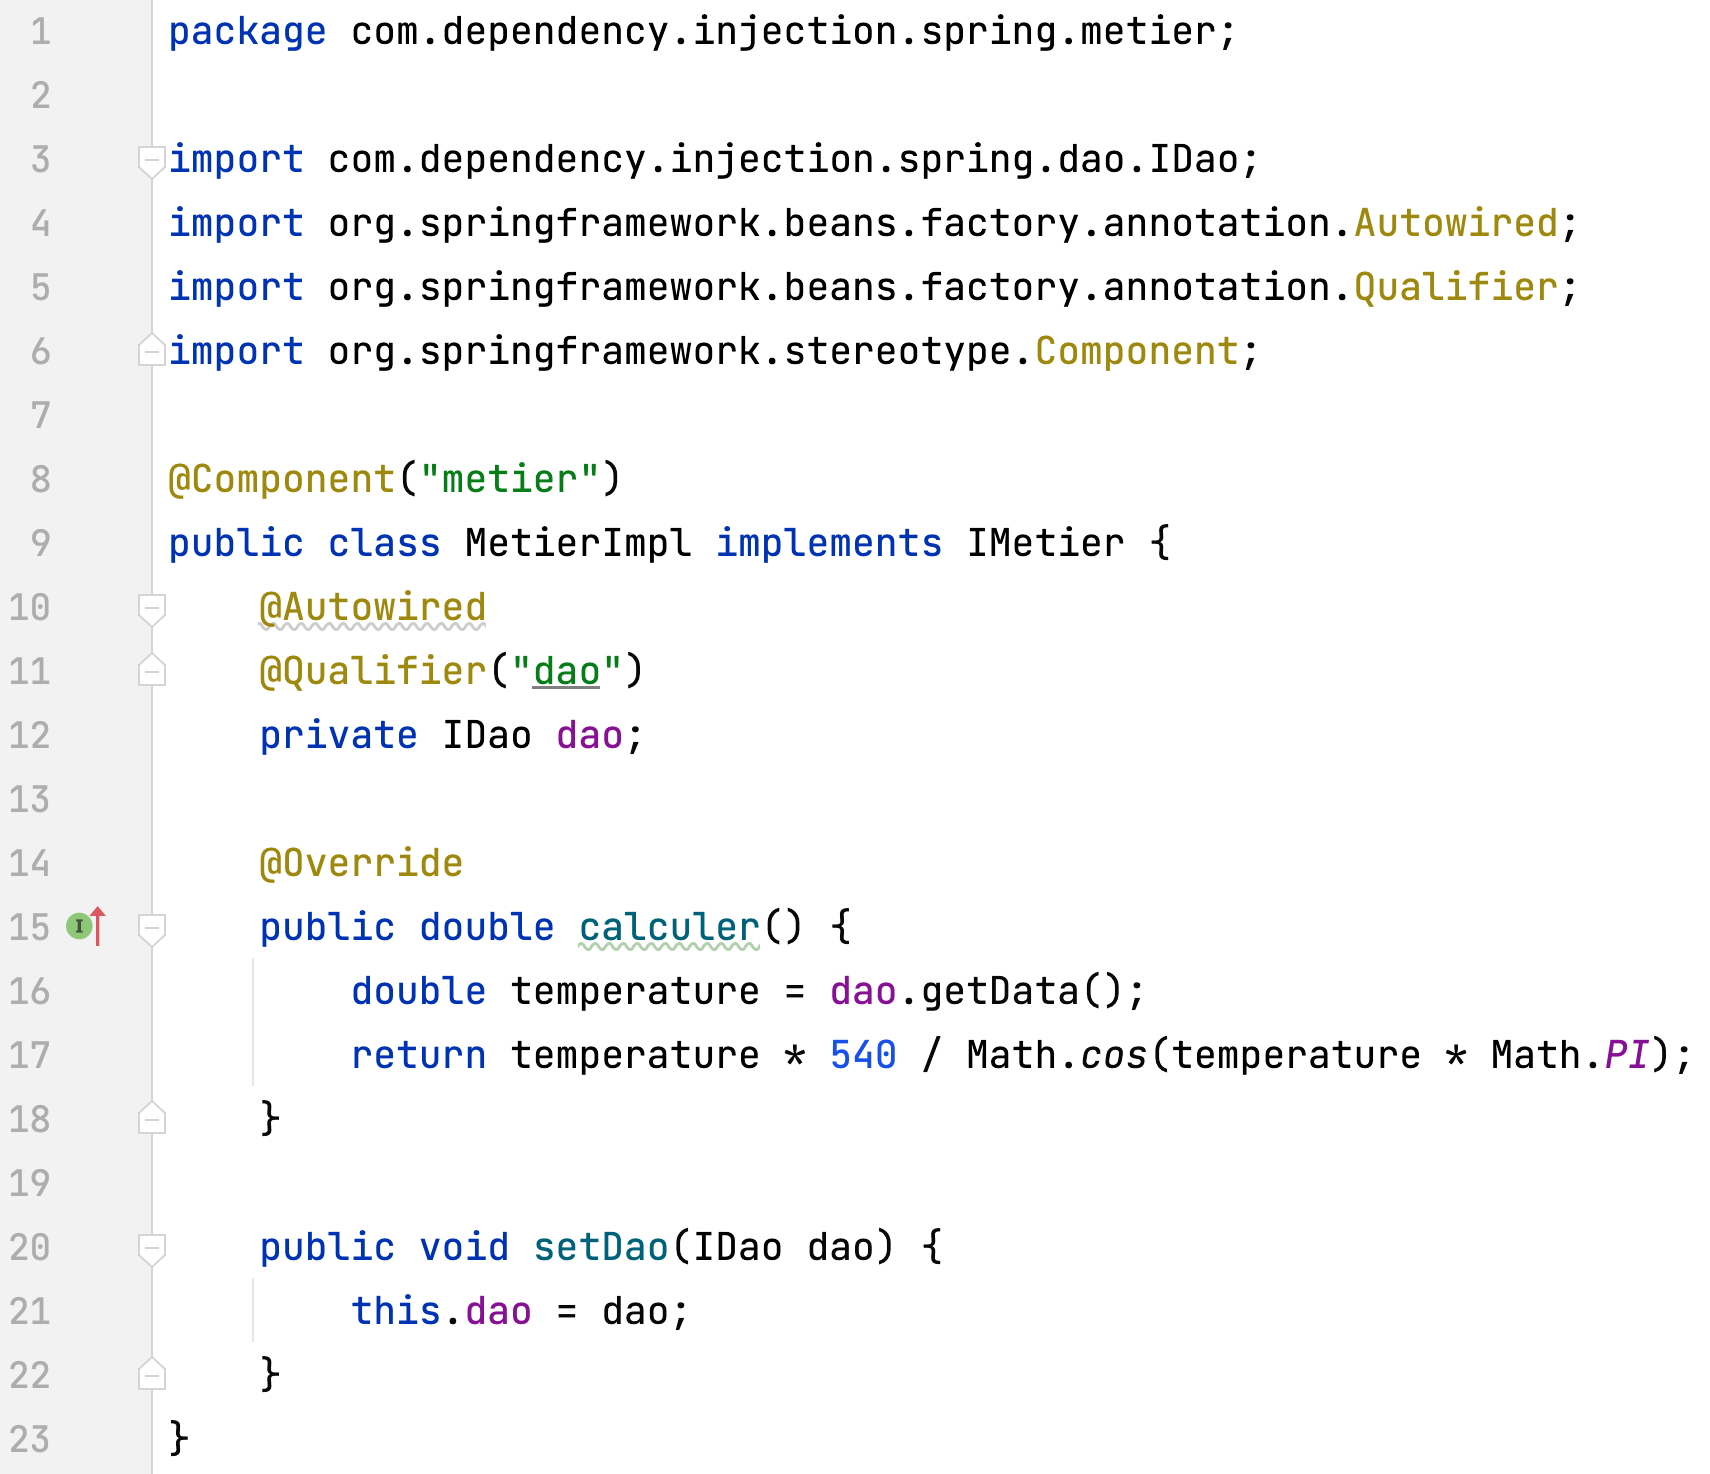 1 package com.dependency.injection.spring.metier;
2
3 import com.dependency.injection.spring.dao.IDao;
4 import org.springframework.beans.factory.annotation.Autowired;
5 import org.springframework.beans.factory.annotation.Qualifier;
6 import org.springframework.stereotype.Component;
7
8 @Component("metier")
9 public class MetierImpl implements IMetier {
10     @Autowired
11     @Qualifier("dao")
12     private IDao dao;
13
14     @Override
15 I     public double calculer() {
16         double temperature = dao.getData();
17         return temperature * 540 / Math.cos(temperature * Math.PI);
18     }
19
20     public void setDao(IDao dao) {
21         this.dao = dao;
22     }
23 }